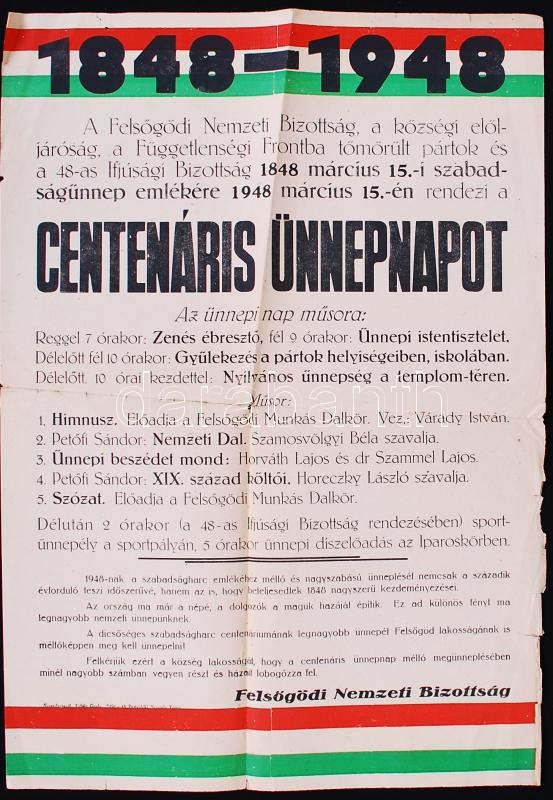 1848—1948
A Felsőgödi Nemzeti Bizottság, a községi elől-
járóság, a Függetlenségi Frontba tömörült pártok és
a 48-as Ifjúsági Bizottság 1848 március 15.-i szabad-
ságünnep emlékére 1948 március 15.-én rendezi a
CENTENÁRIS ÜNNEPNAPOT
Az ünnepi nap műsora:
Reggel 7 órakor: Zenés ébresztő, fél 9 órakor: Ünnepi istentisztelet.
Délelőtt fél 10 órakor: Gyülekezés a pártok helyiségeiben, iskolában.
Délelőtt 10 órai kezdettel: Nyilvános ünnepség a templom-téren.
Műsor:
1. Himnusz. Előadja a Felsőgödi Munkás Dalkör. Vez.: Várady István.
2. Petőfi Sándor: Nemzeti Dal. Szamosvölgyi Béla szavalja.
3. Ünnepi beszédet mond: Horváth Lajos és dr Szammel Lajos.
4. Petőfi Sándor: XIX. század költői, Horeczky László szavalja.
5. Szózat. Előadja a Felsőgödi Munkás Dalkör.
Délután 2 órakor (a 48-as Ifjúsági Bizottság rendezésében) sport-
ünnepély a sportpályán, 5 órakor ünnepi díszelőadás az Iparoskörben.
1948-nak a szabadságharc emlékéhez méltó és nagyszabású ünneplését nemcsak a századik
évforduló teszi időszerűvé, hanem az is, hogy beteljesedtek 1848 nagyszerű kezdeményezései.
Az ország ma már a népé, a dolgozók a maguk hazáját építik. Ez ad különös fényt ma
legnagyobb nemzeti ünnepünknek.
A dicsőséges szabadságharc centenáriumának legnagyobb ünnepét Felsőgöd lakosságának is
méltóképpen meg kell ünnepelni!
Felkérjük ezért a község lakosságát, hogy a centenáris ünnepnap méltó megünneplésében
minél nagyobb számban vegyen részt és házait lobogózza fel.
Felsőgödi Nemzeti Bizottság
darabanth